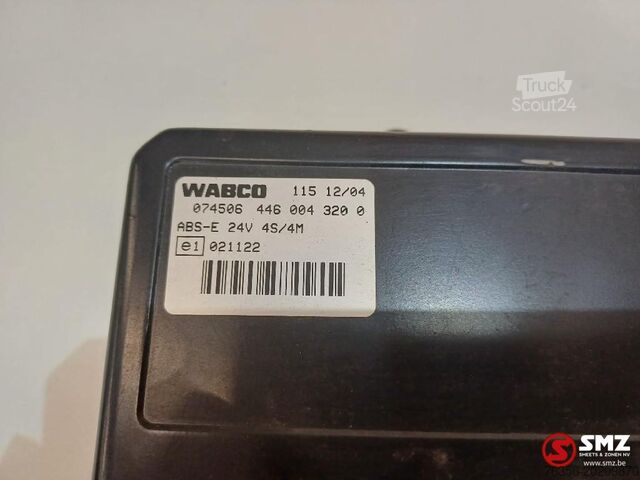 Truck
Scout24
WABCO 115 12/04
074506 446 004 320 0
ABS-E 24V 4S/4M
e1 021122
SMZ
SMEETS & ZONEN NV
www.smz.be